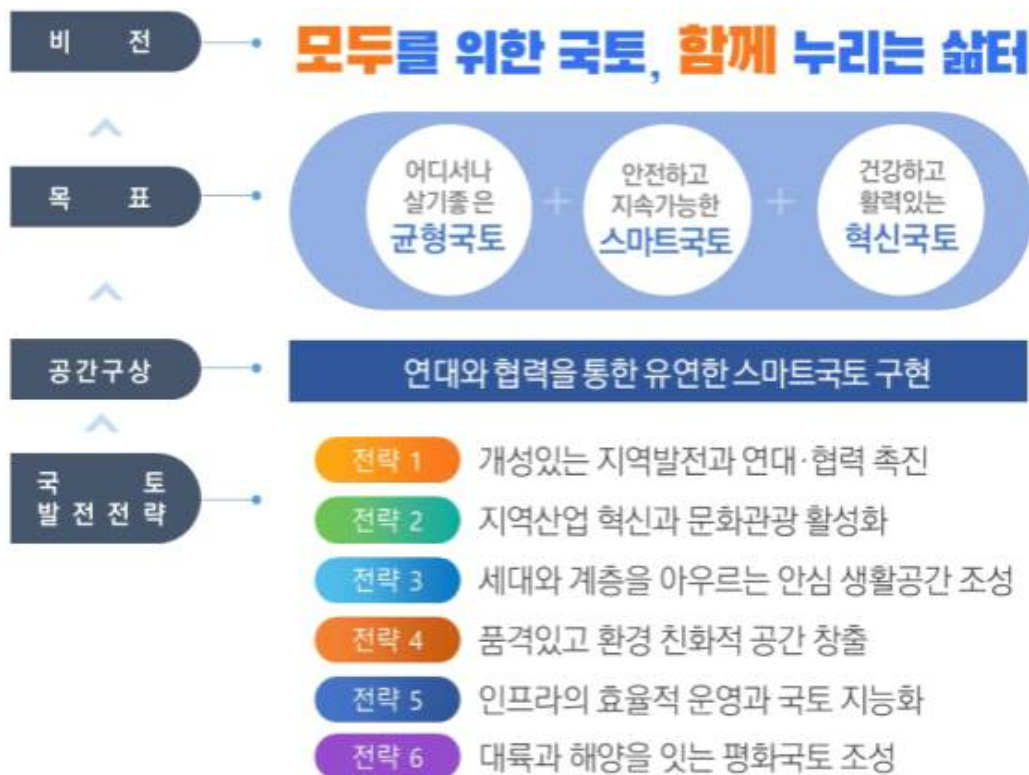 비 전
모두를 위한 국토, 함께 누리는 삶터
목 표
어디서나
살기좋은
균형국토
+
안전하고
지속가능한
스마트국토
+
건강하고
활력있는
혁신국토
공간구상
연대와 협력을 통한 유연한 스마트국토 구현
국 토
발 전 전 략
전략 1 개성있는 지역발전과 연대·협력 촉진
전략 2 지역산업 혁신과 문화관광 활성화
전략 3 세대와 계층을 아우르는 안심 생활공간 조성
전략 4 품격있고 환경 친화적 공간 창출
전략 5 인프라의 효율적 운영과 국토 지능화
전략 6 대륙과 해양을 잇는 평화국토 조성